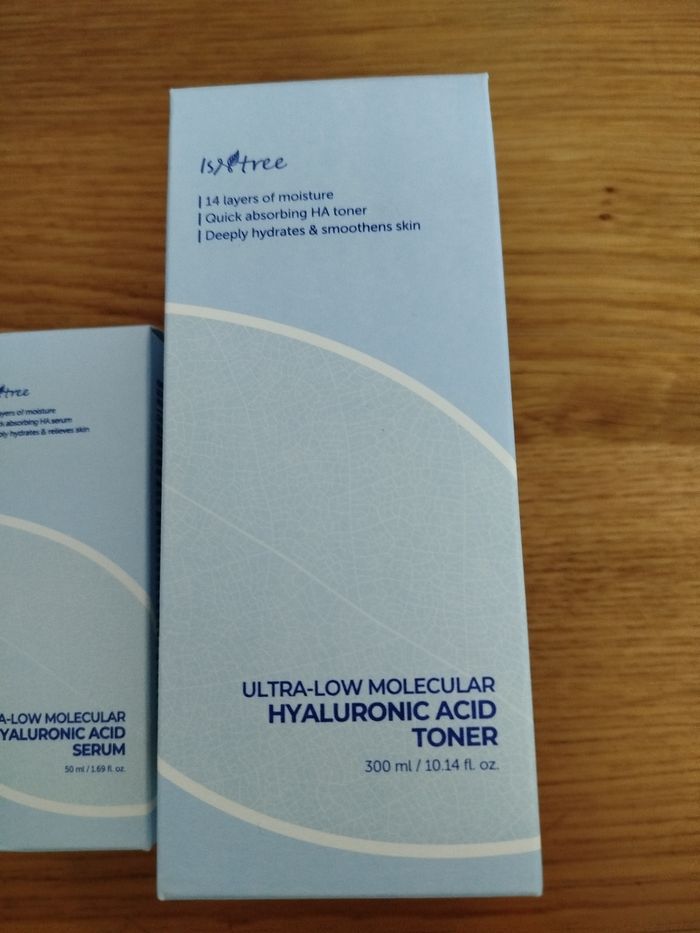 Isntree
| 14 layers of moisture
| Quick absorbing HA toner
| Deeply hydrates & smoothens skin
ULTRA-LOW MOLECULAR
HYALURONIC ACID
TONER
300 ml / 10.14 fl. oz.
tree
yers of moisture
k absorbing HA serum
ply hydrates & relieves skin
A-LOW MOLECULAR
YALURONIC ACID
SERUM
50 ml / 1.69 fl. oz.